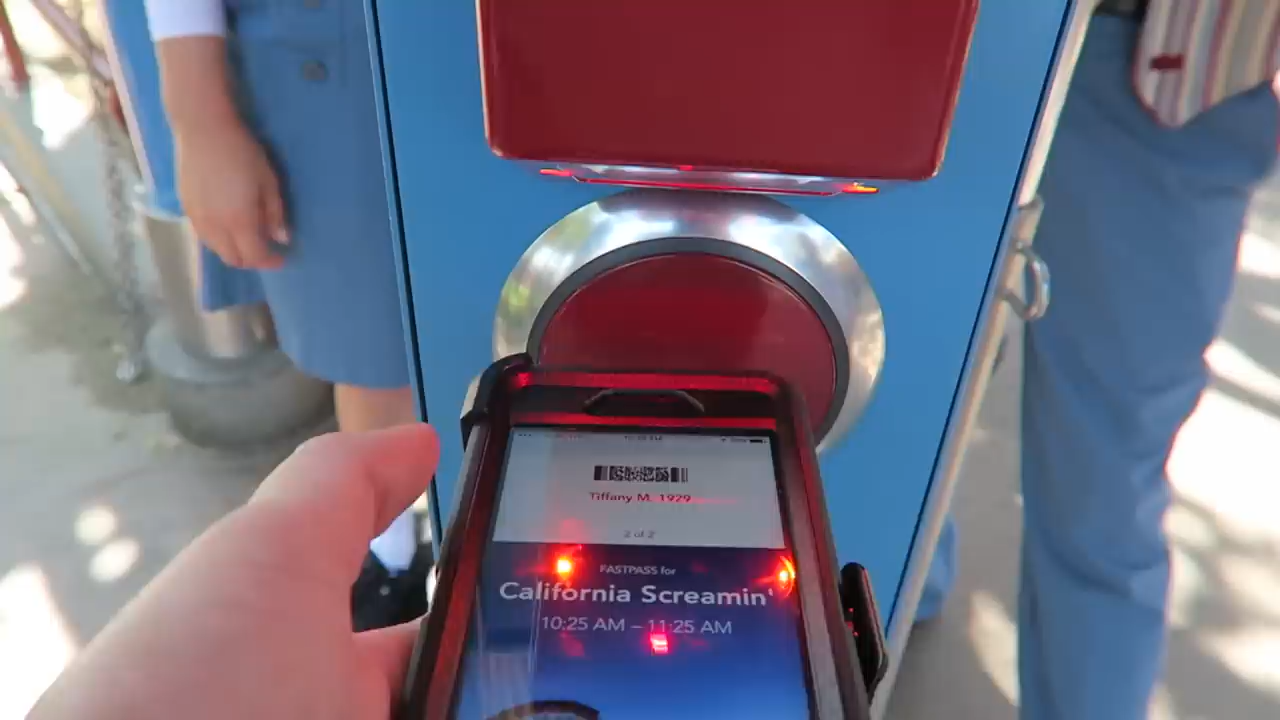 Tiffany M. 1929
2 of 2
FASTPASS for
California Screamin'
10:25 AM – 11:25 AM